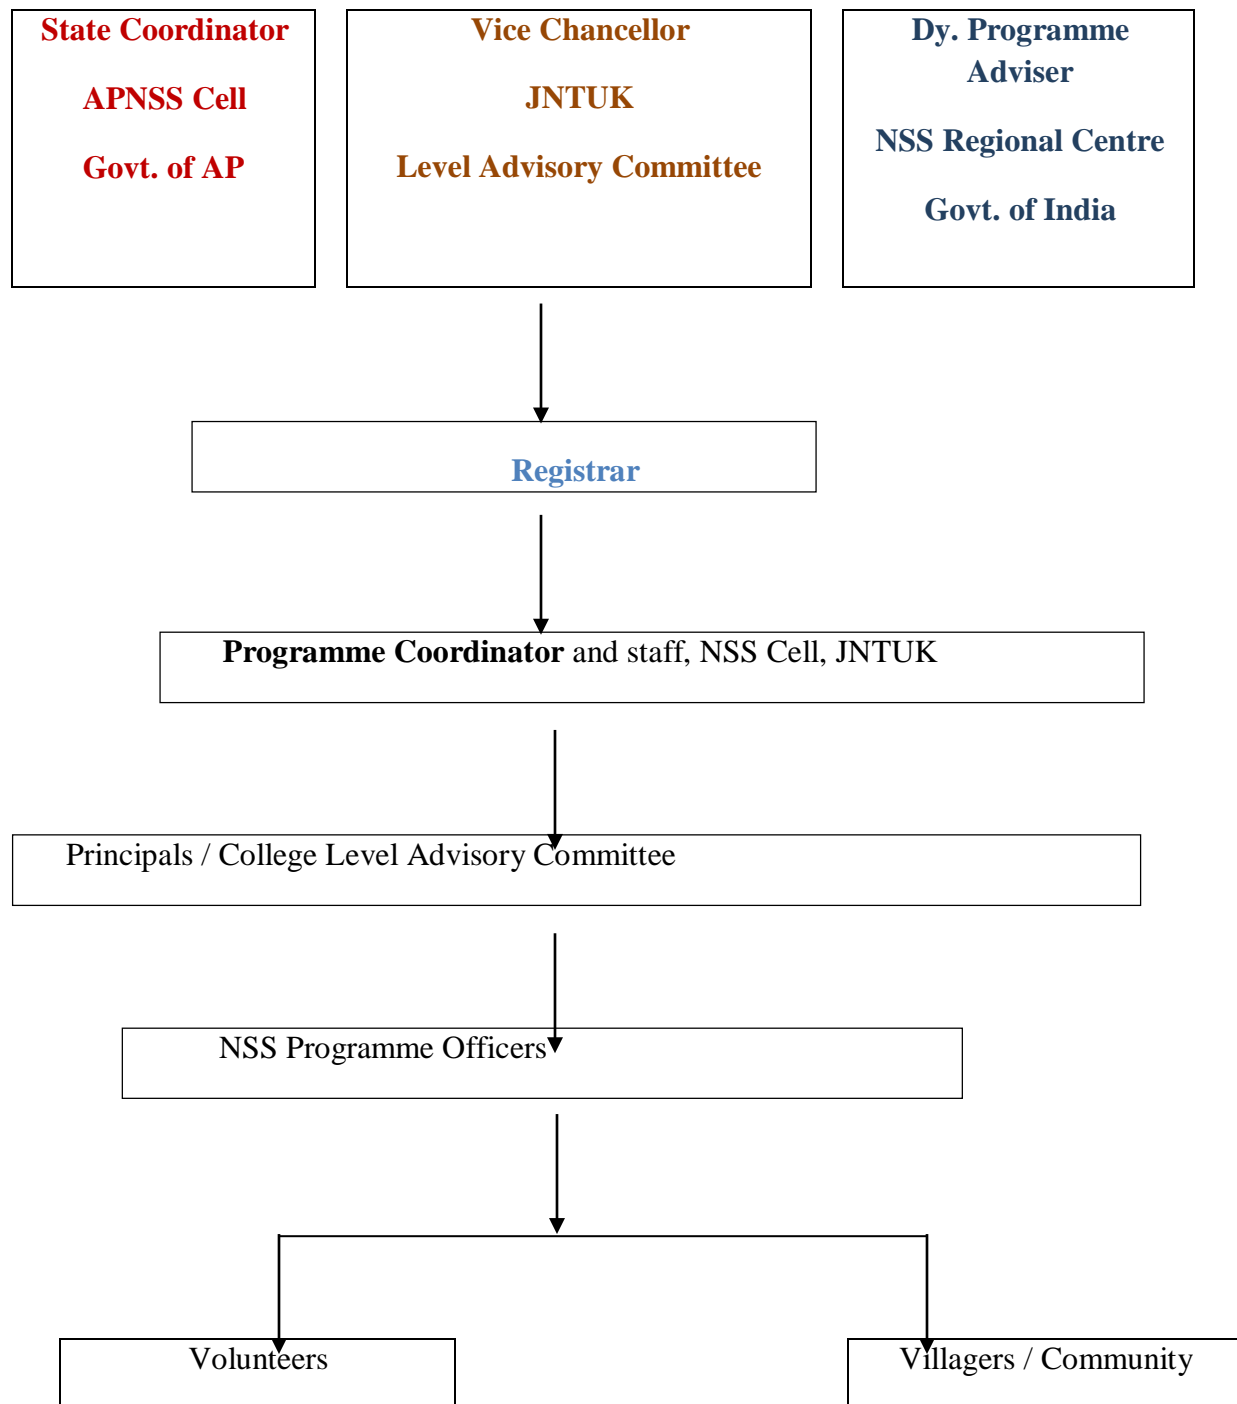 State Coordinator
APNSS Cell
Govt. of AP
Vice Chancellor
JNTUK
Level Advisory Committee
Dy. Programme
Adviser
NSS Regional Centre
Govt. of India
Registrar
Programme Coordinator and staff, NSS Cell, JNTUK
Principals / College Level Advisory Committee
NSS Programme Officers
Volunteers
Villagers / Community